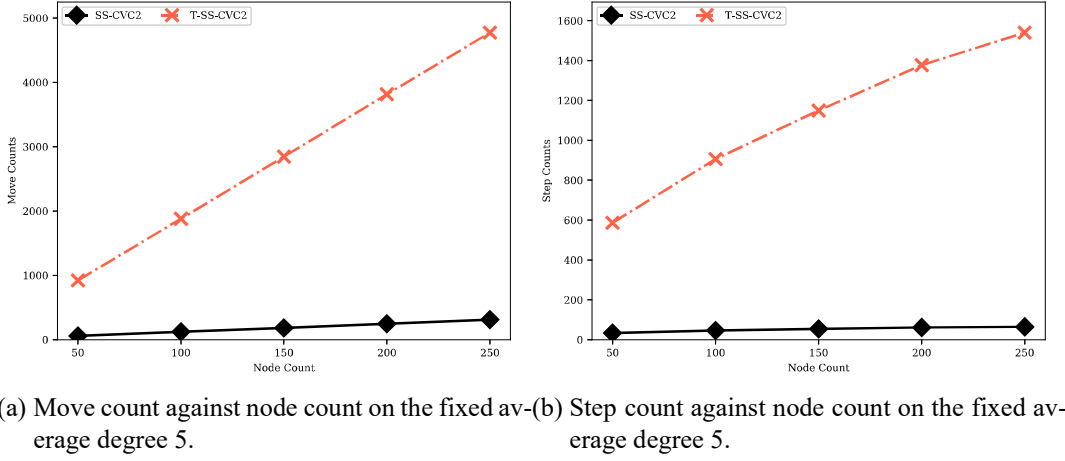 SS-CVC2 T-SS-CVC2
5000
4000
3000
2000
1000
0
Move Counts
50 100 150 200 250
Node Count
SS-CVC2 T-SS-CVC2
1600
1400
1200
1000
800
600
400
200
0
Step Counts
50 100 150 200 250
Node Count
(a) Move count against node count on the fixed av-
erage degree 5.
(b) Step count against node count on the fixed av-
erage degree 5.